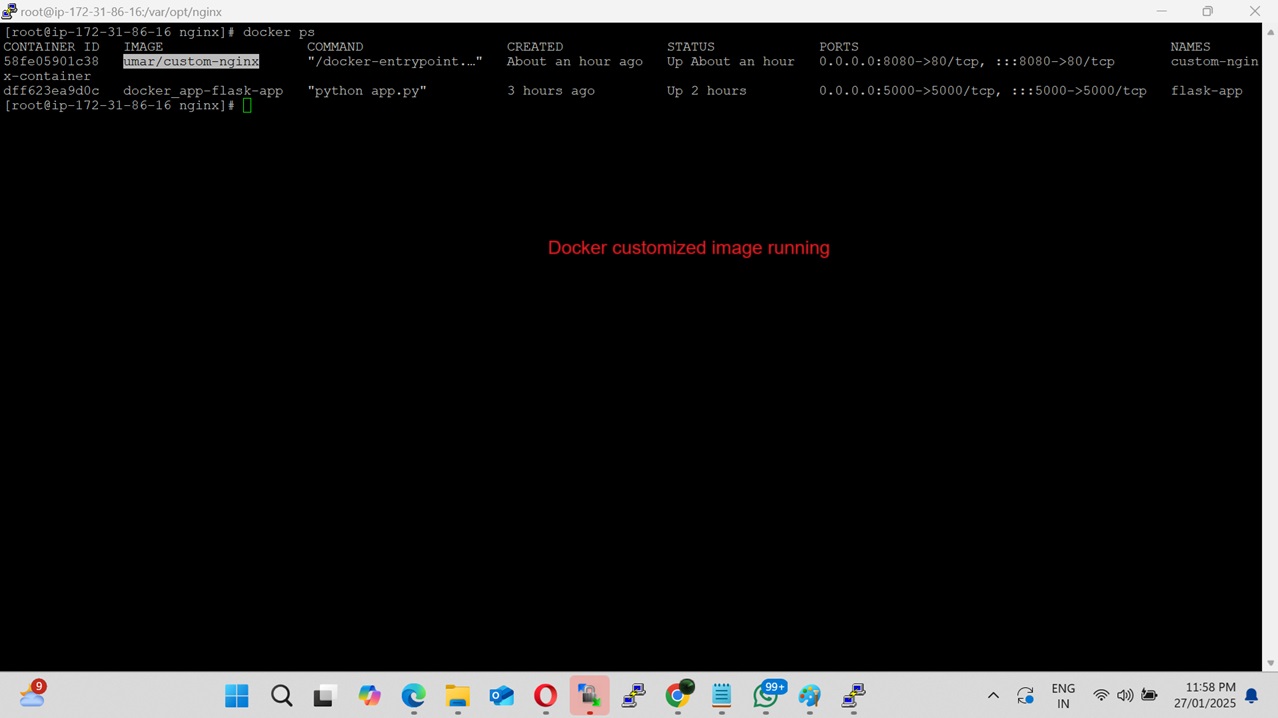 root@ip-172-31-86-16:/var/opt/nginx
[root@ip-172-31-86-16 nginx]# docker ps
CONTAINER ID   IMAGE                  COMMAND                  CREATED             STATUS             PORTS                                       NAMES
58fe05901c38   umar/custom-nginx      "/docker-entrypoint.…"   About an hour ago   Up About an hour   0.0.0.0:8080->80/tcp, :::8080->80/tcp       custom-ngin
x-container
dff623ea9d0c   docker_app-flask-app   "python app.py"          3 hours ago         Up 2 hours         0.0.0.0:5000->5000/tcp, :::5000->5000/tcp   flask-app
[root@ip-172-31-86-16 nginx]#
Docker customized image running
9
99+
ENG
IN
11:58 PM
27/01/2025